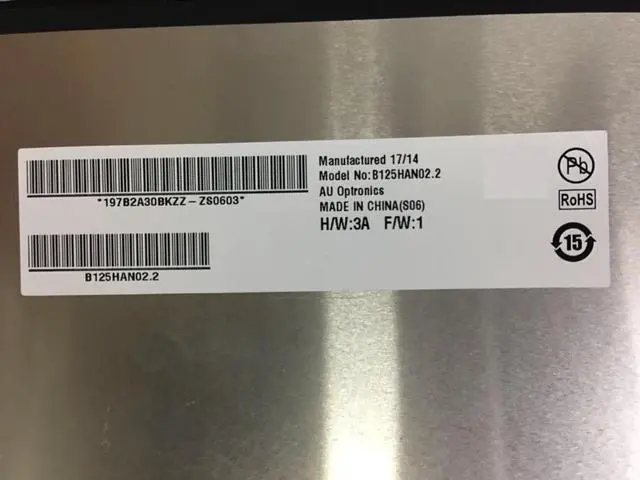 *197B2A30BKZZ-ZS0603*
B125HAN02.2
Manufactured 17/14
Model No:B125HAN02.2
AU Optronics
MADE IN CHINA(S06)
H/W:3A F/W:1
Pb
RoHS
15